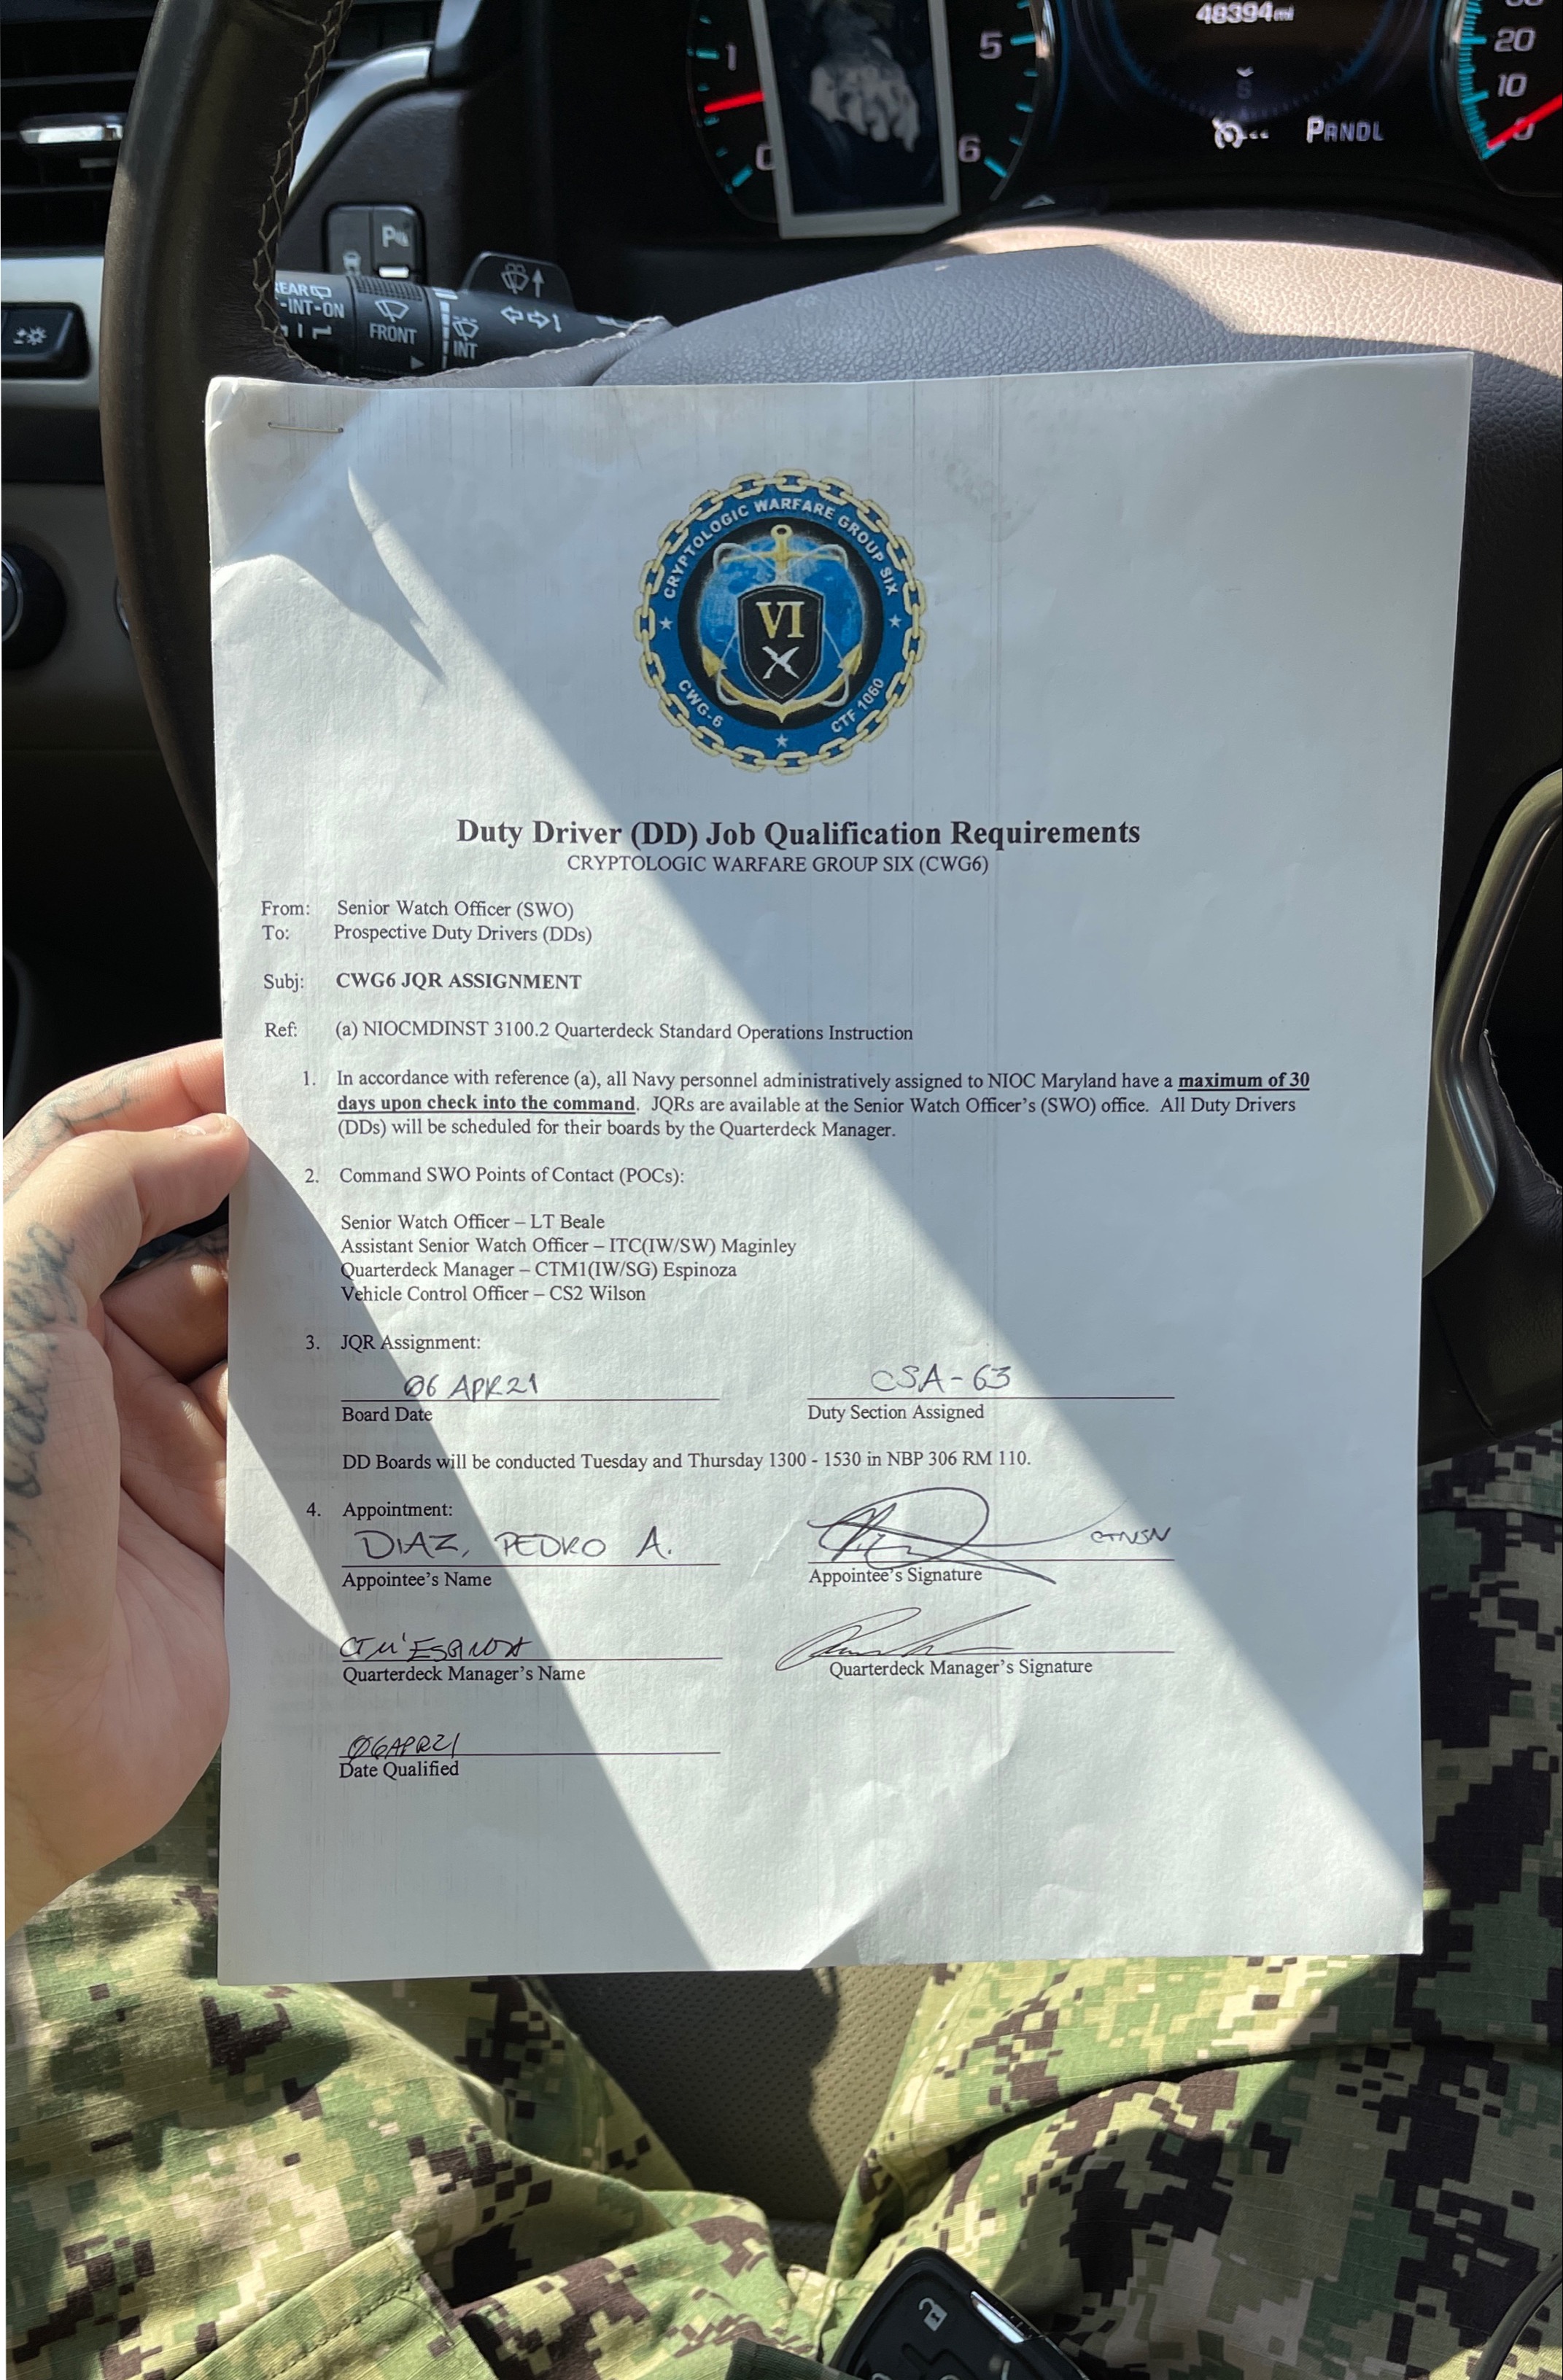 48394mi
1
5
20
10
0
6
0
S
PRNDL
P
REAR
-INT-ON
FRONT
INT
CRYPTOLOGIC WARFARE GROUP SIX
VI
CWG-6
CTF 1060
Duty Driver (DD) Job Qualification Requirements
CRYPTOLOGIC WARFARE GROUP SIX (CWG6)
From: Senior Watch Officer (SWO)
To: Prospective Duty Drivers (DDs)
Subj: CWG6 JQR ASSIGNMENT
Ref: (a) NIOCMDINST 3100.2 Quarterdeck Standard Operations Instruction
1. In accordance with reference (a), all Navy personnel administratively assigned to NIOC Maryland have a maximum of 30
days upon check into the command. JQRs are available at the Senior Watch Officer's (SWO) office. All Duty Drivers
(DDs) will be scheduled for their boards by the Quarterdeck Manager.
2. Command SWO Points of Contact (POCs):
Senior Watch Officer – LT Beale
Assistant Senior Watch Officer – ITC(IW/SW) Maginley
Quarterdeck Manager – CTM1(IW/SG) Espinoza
Vehicle Control Officer – CS2 Wilson
3. JQR Assignment:
06 APR 21 CSA-63
Board Date Duty Section Assigned
DD Boards will be conducted Tuesday and Thursday 1300 - 1530 in NBP 306 RM 110.
4. Appointment:
DIAZ, PEDRO A. CTNSN
Appointee's Name Appointee's Signature
CTM1
Quarterdeck Manager's Name Quarterdeck Manager's Signature
06APR21
Date Qualified